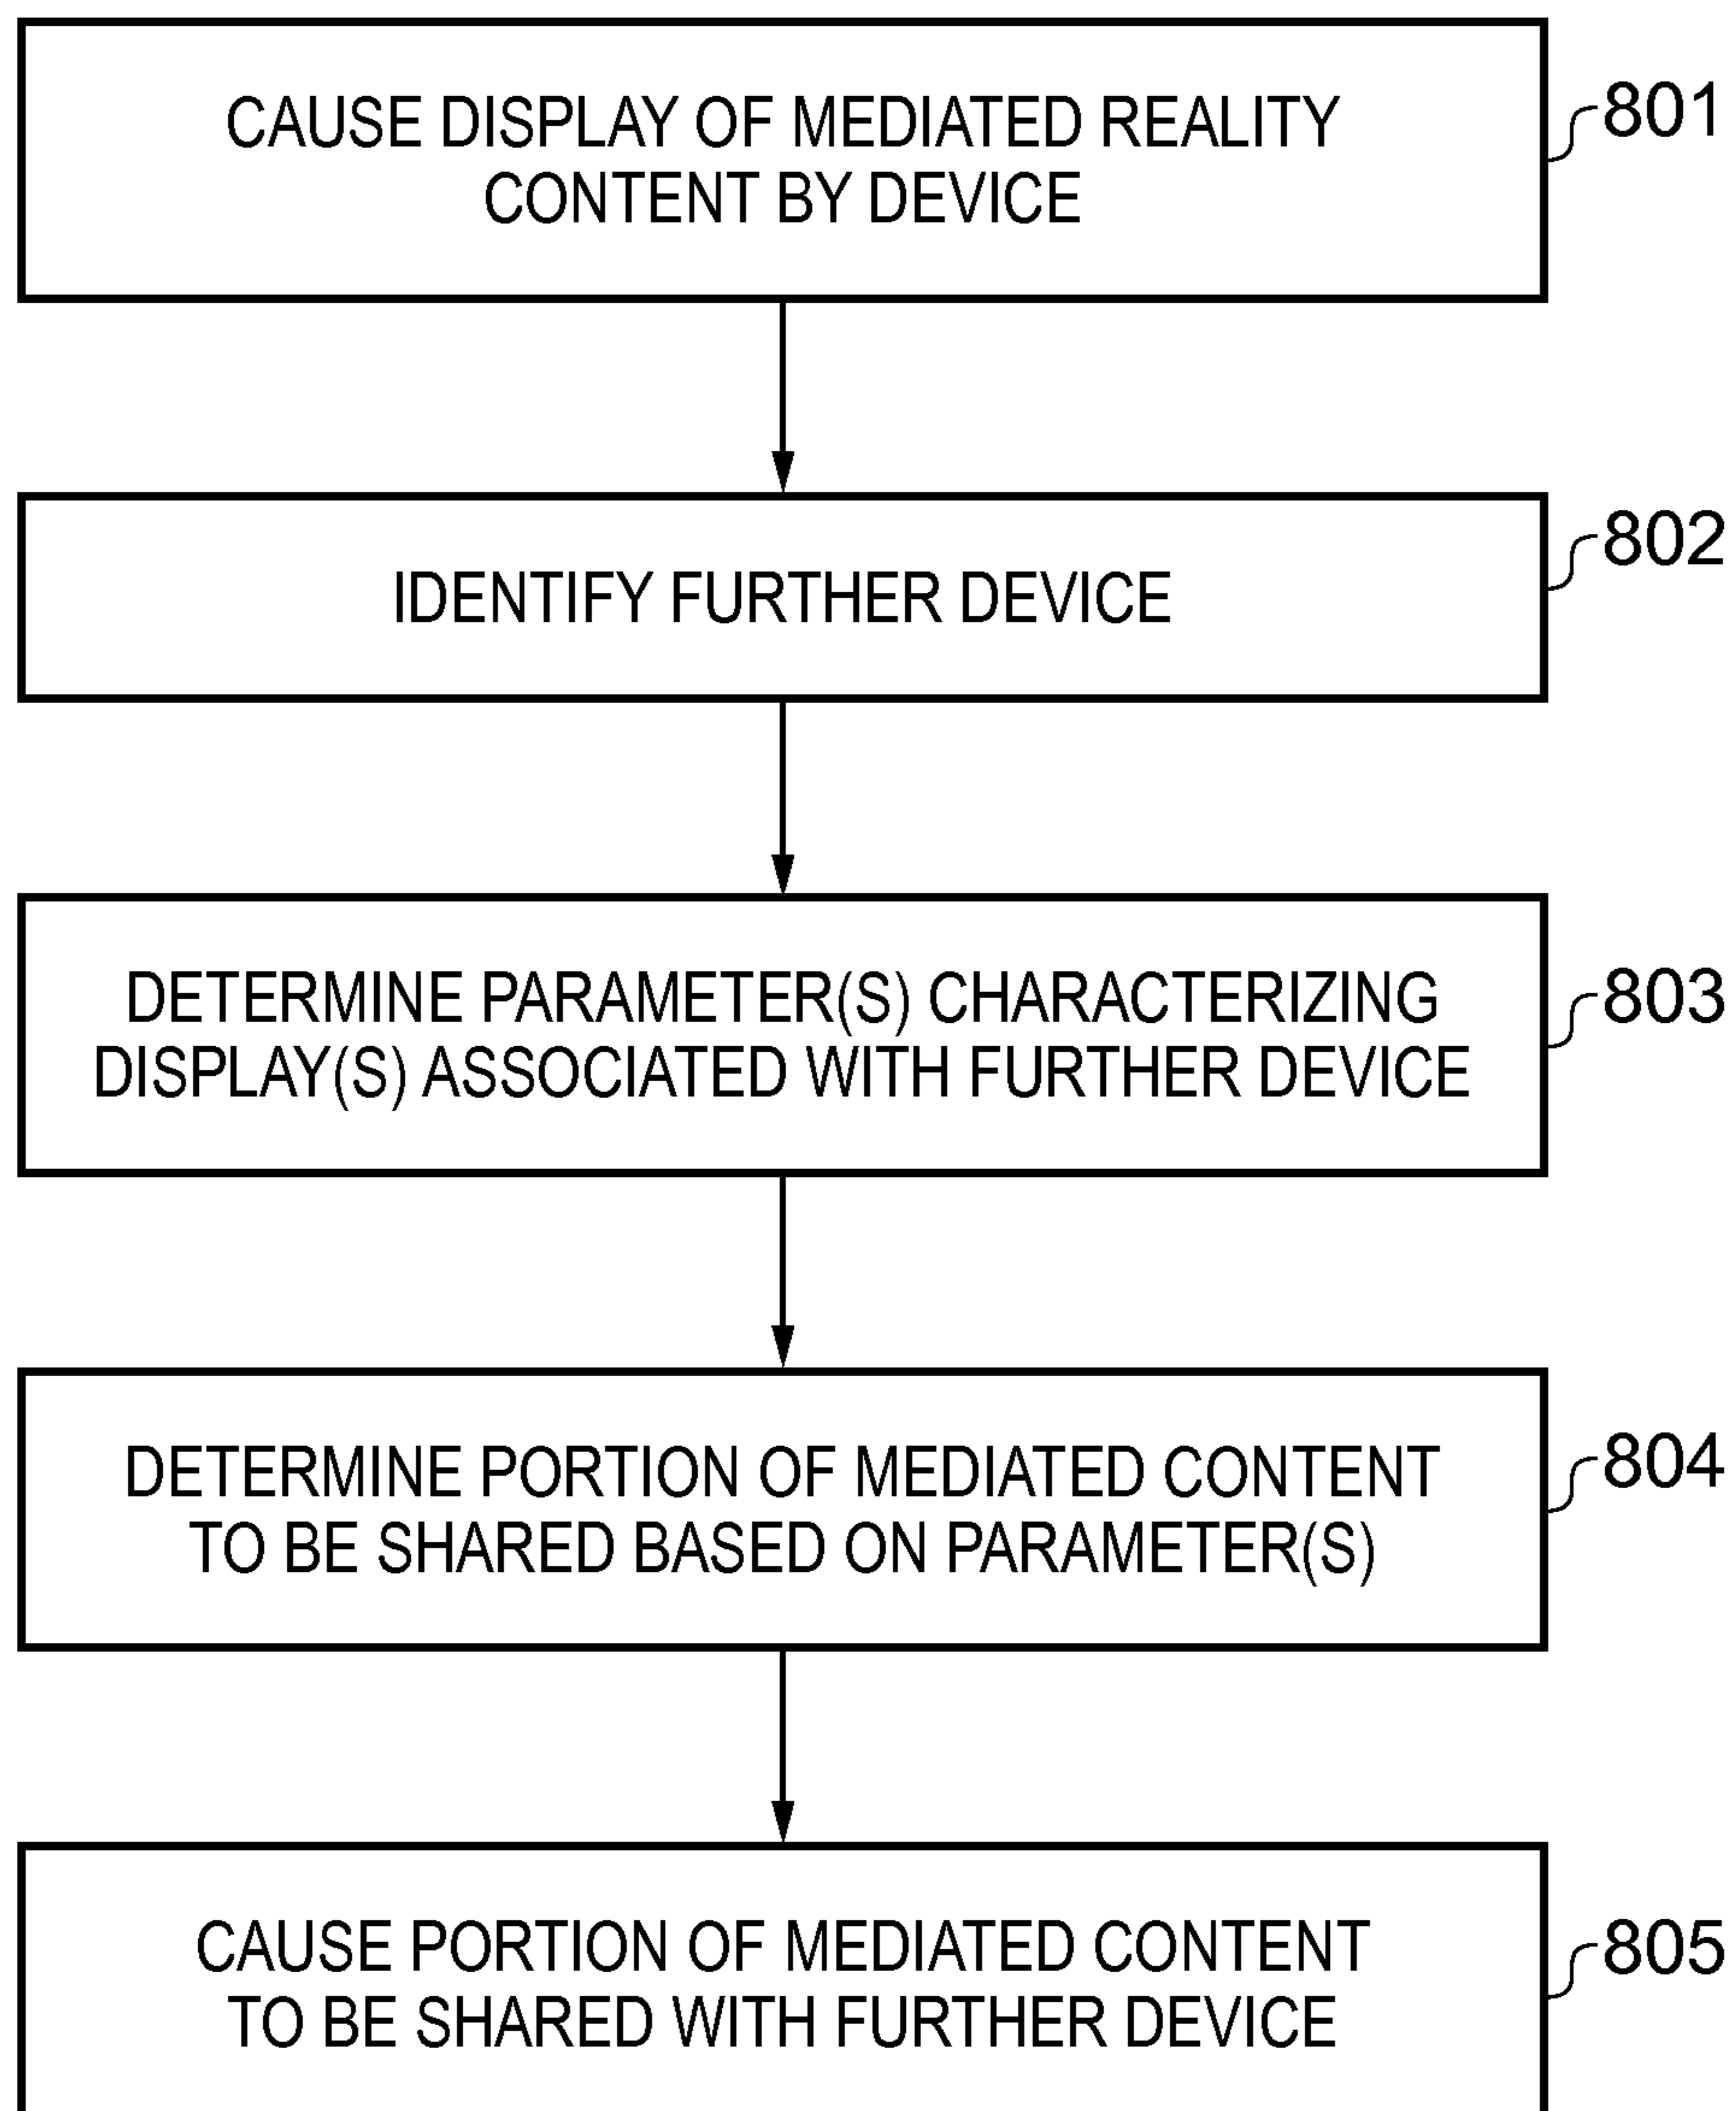 CAUSE DISPLAY OF MEDIATED REALITY
CONTENT BY DEVICE
801
IDENTIFY FURTHER DEVICE
802
DETERMINE PARAMETER(S) CHARACTERIZING
DISPLAY(S) ASSOCIATED WITH FURTHER DEVICE
803
DETERMINE PORTION OF MEDIATED CONTENT
TO BE SHARED BASED ON PARAMETER(S)
804
CAUSE PORTION OF MEDIATED CONTENT
TO BE SHARED WITH FURTHER DEVICE
805